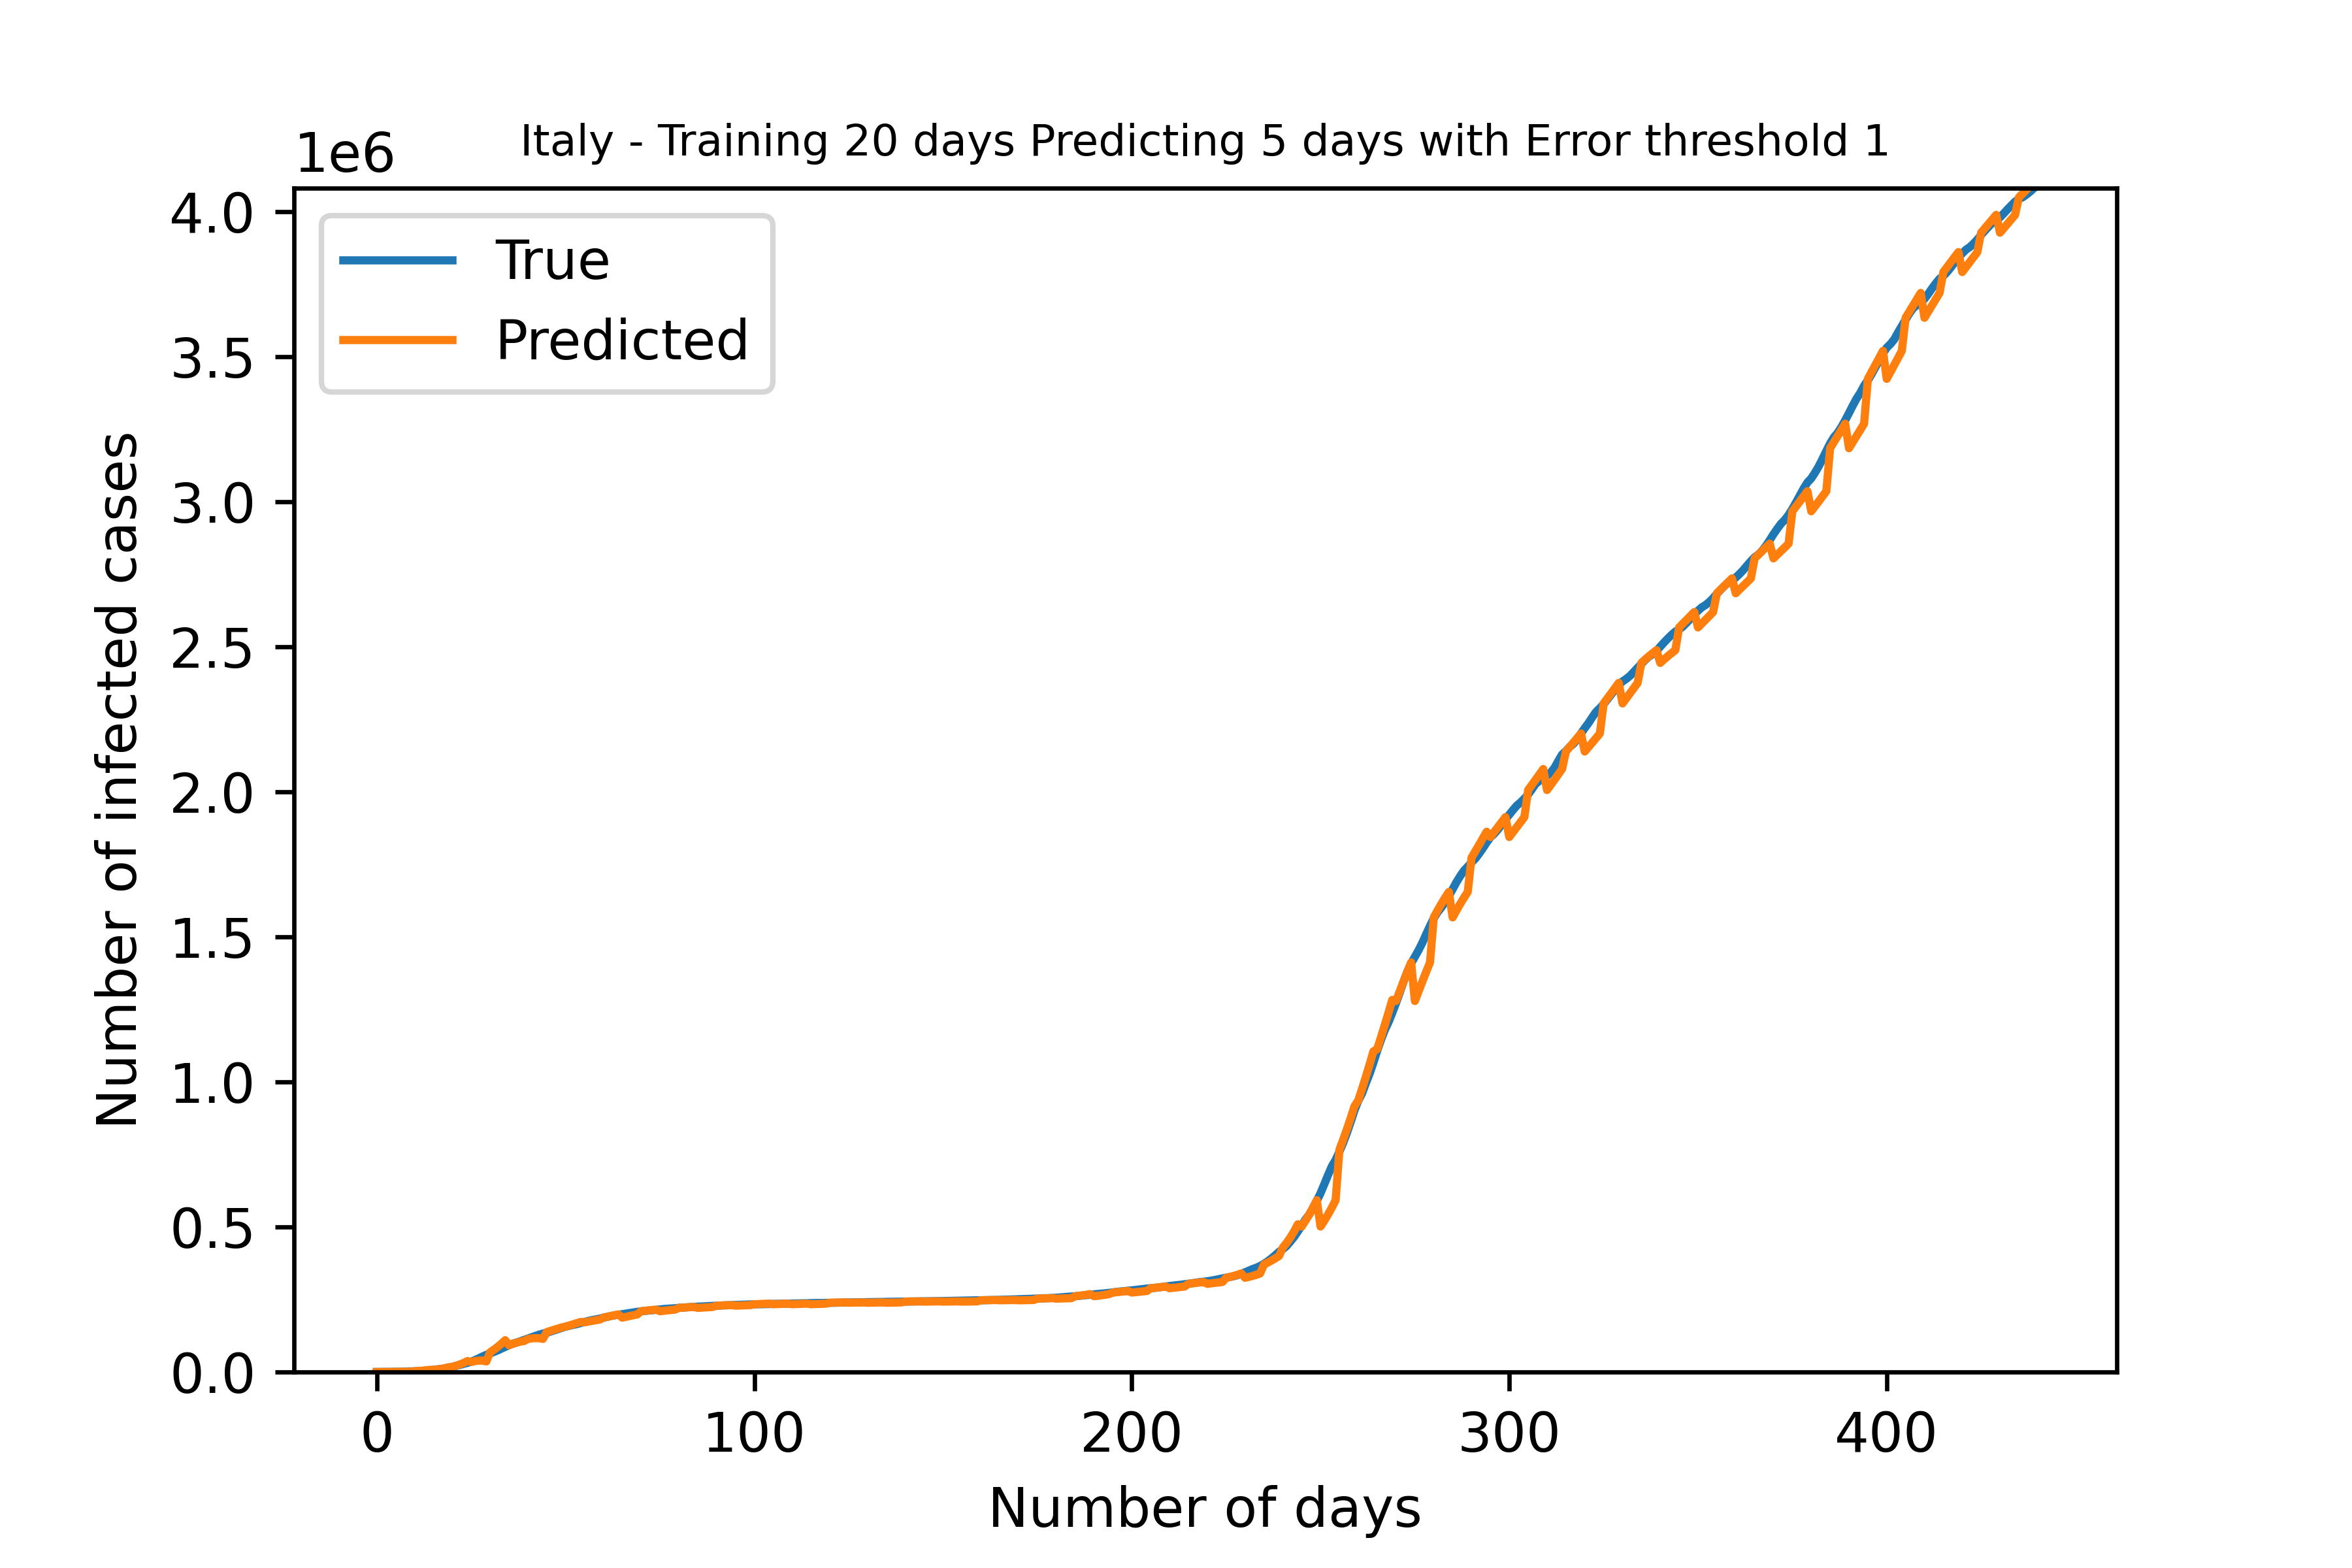 Italy - Training 20 days Predicting 5 days with Error threshold 1
1e6
True
Predicted
4.0
3.5
3.0
2.5
2.0
1.5
1.0
0.5
0.0
Number of infected cases
0 100 200 300 400
Number of days